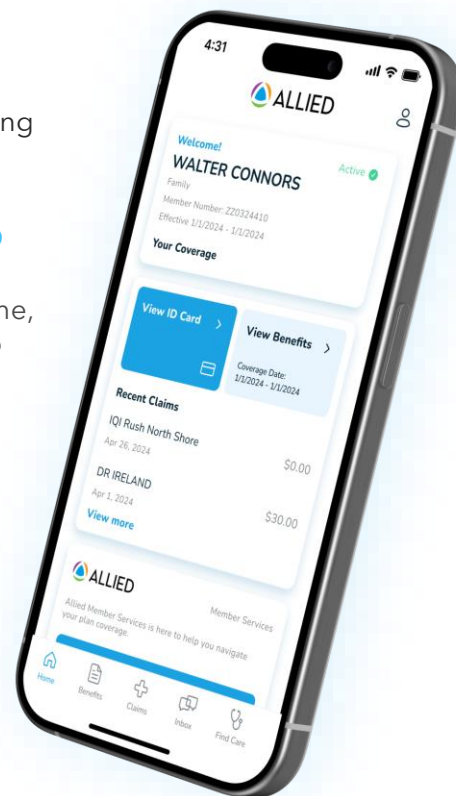 ing
ne,
4:31
ALLIED
Welcome!
Active
WALTER CONNORS
Family
Member Number: ZZ0324410
Effective 1/1/2024 - 1/1/2024
Your Coverage
View ID Card
View Benefits
Coverage Date:
1/1/2024 - 1/1/2024
Recent Claims
IQI Rush North Shore
$0.00
Apr 26, 2024
DR IRELAND
$30.00
Apr 1, 2024
View more
ALLIED
Member Services
Allied Member Services is here to help you navigate
your plan coverage.
Home
Benefits
Claims
Inbox
Find Care